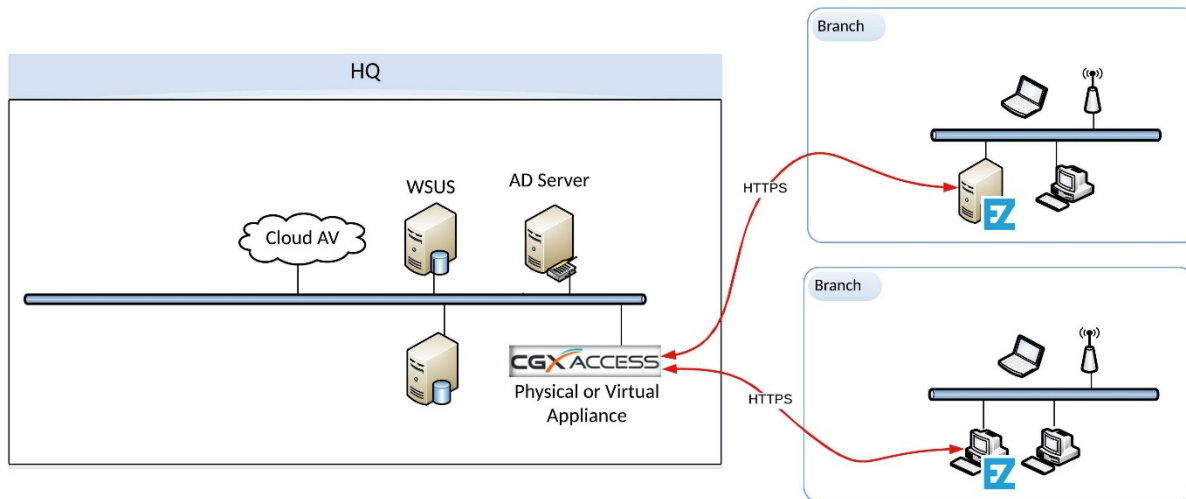 HQ
Cloud AV
WSUS
AD Server
CGX ACCESS
Physical or Virtual
Appliance
HTTPS
HTTPS
Branch
EZ
Branch
EZ